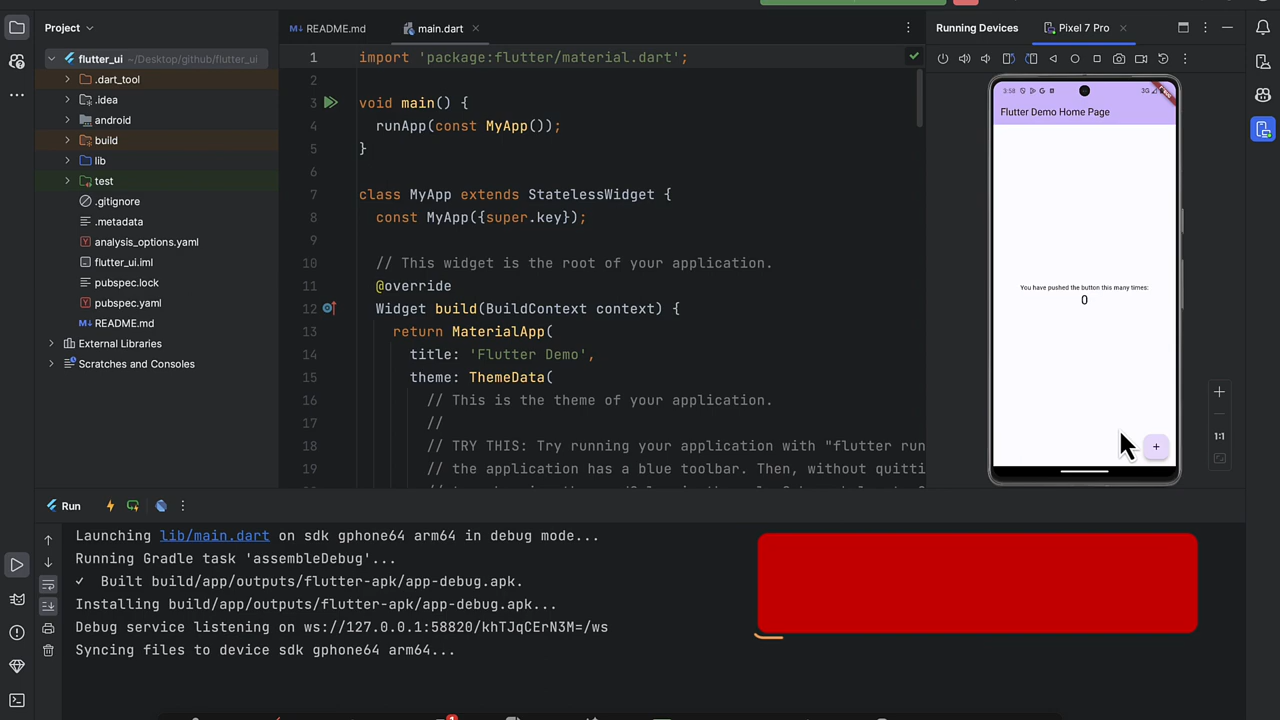 Project
README.md
main.dart
Running Devices
Pixel 7 Pro
flutter_ui ~/Desktop/github/flutter_ui
.dart_tool
.idea
android
build
lib
test
.gitignore
.metadata
analysis_options.yaml
flutter_ui.iml
pubspec.lock
pubspec.yaml
README.md
External Libraries
Scratches and Consoles
1 import 'package:flutter/material.dart';
2
3 void main() {
4 runApp(const MyApp());
5 }
6
7 class MyApp extends StatelessWidget {
8 const MyApp({super.key});
9
10 // This widget is the root of your application.
11 @override
12 Widget build(BuildContext context) {
13 return MaterialApp(
14 title: 'Flutter Demo',
15 theme: ThemeData(
16 // This is the theme of your application.
17 //
18 // TRY THIS: Try running your application with "flutter run
19 // the application has a blue toolbar. Then, without quitti
3:58 3G
Flutter Demo Home Page
You have pushed the button this many times:
0
+
1:1
Run
Launching lib/main.dart on sdk gphone64 arm64 in debug mode...
Running Gradle task 'assembleDebug'...
✓ Built build/app/outputs/flutter-apk/app-debug.apk.
Installing build/app/outputs/flutter-apk/app-debug.apk...
Debug service listening on ws://127.0.0.1:58820/khTJqCErN3M=/ws
Syncing files to device sdk gphone64 arm64...
1